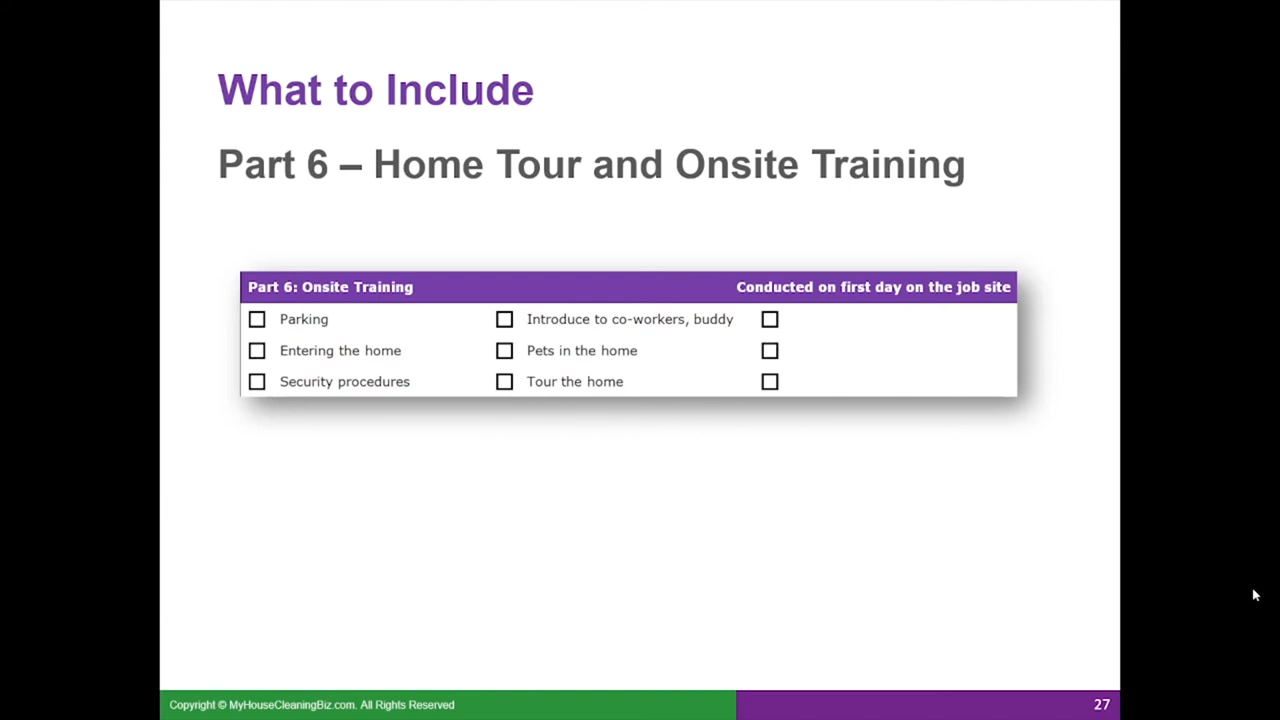 What to Include
Part 6 – Home Tour and Onsite Training
Part 6: Onsite Training Conducted on first day on the job site
Parking Introduce to co-workers, buddy
Entering the home Pets in the home
Security procedures Tour the home
Copyright © MyHouseCleaningBiz.com. All Rights Reserved 27